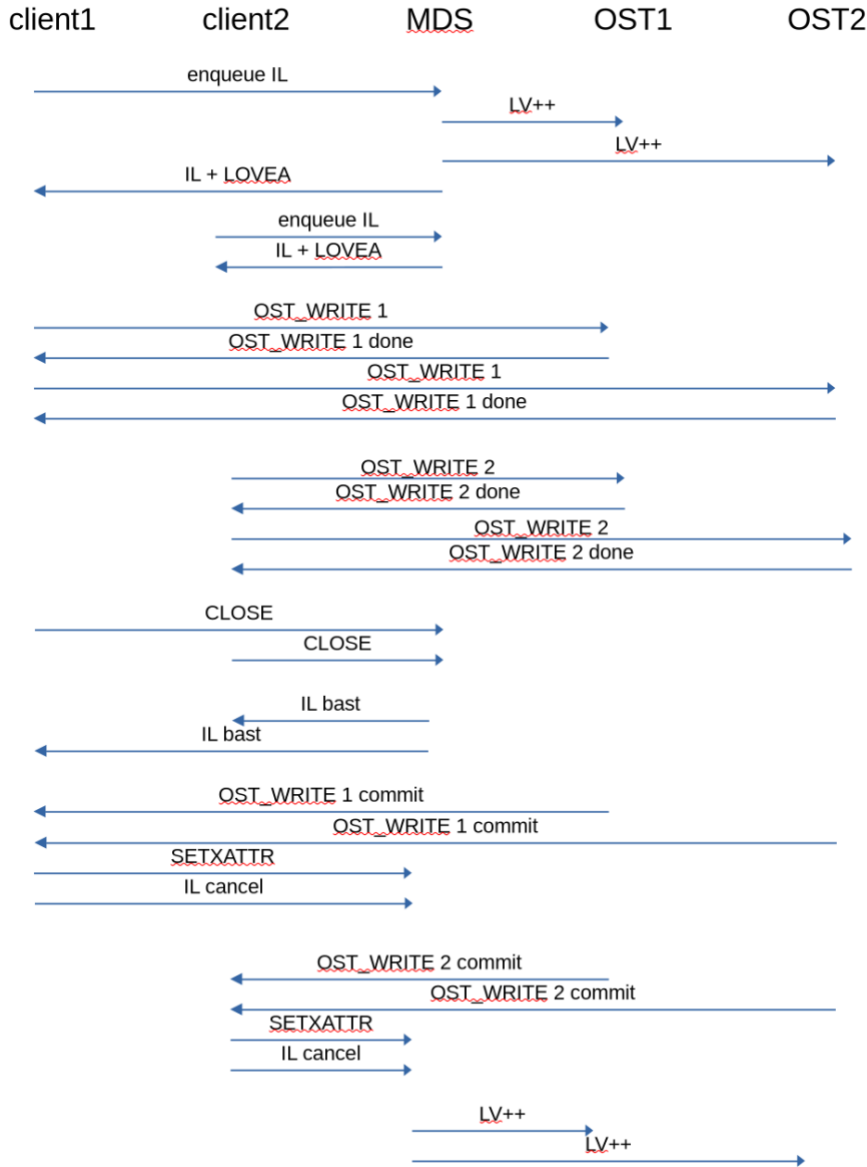 client1 client2 MDS OST1 OST2
enqueue IL
LV++
LV++
IL + LOVEA
enqueue IL
IL + LOVEA
OST_WRITE 1
OST_WRITE 1 done
OST_WRITE 1
OST_WRITE 1 done
OST_WRITE 2
OST_WRITE 2 done
OST_WRITE 2
OST_WRITE 2 done
CLOSE
CLOSE
IL bast
IL bast
OST_WRITE 1 commit
OST_WRITE 1 commit
SETXATTR
IL cancel
OST_WRITE 2 commit
OST_WRITE 2 commit
SETXATTR
IL cancel
LV++
LV++